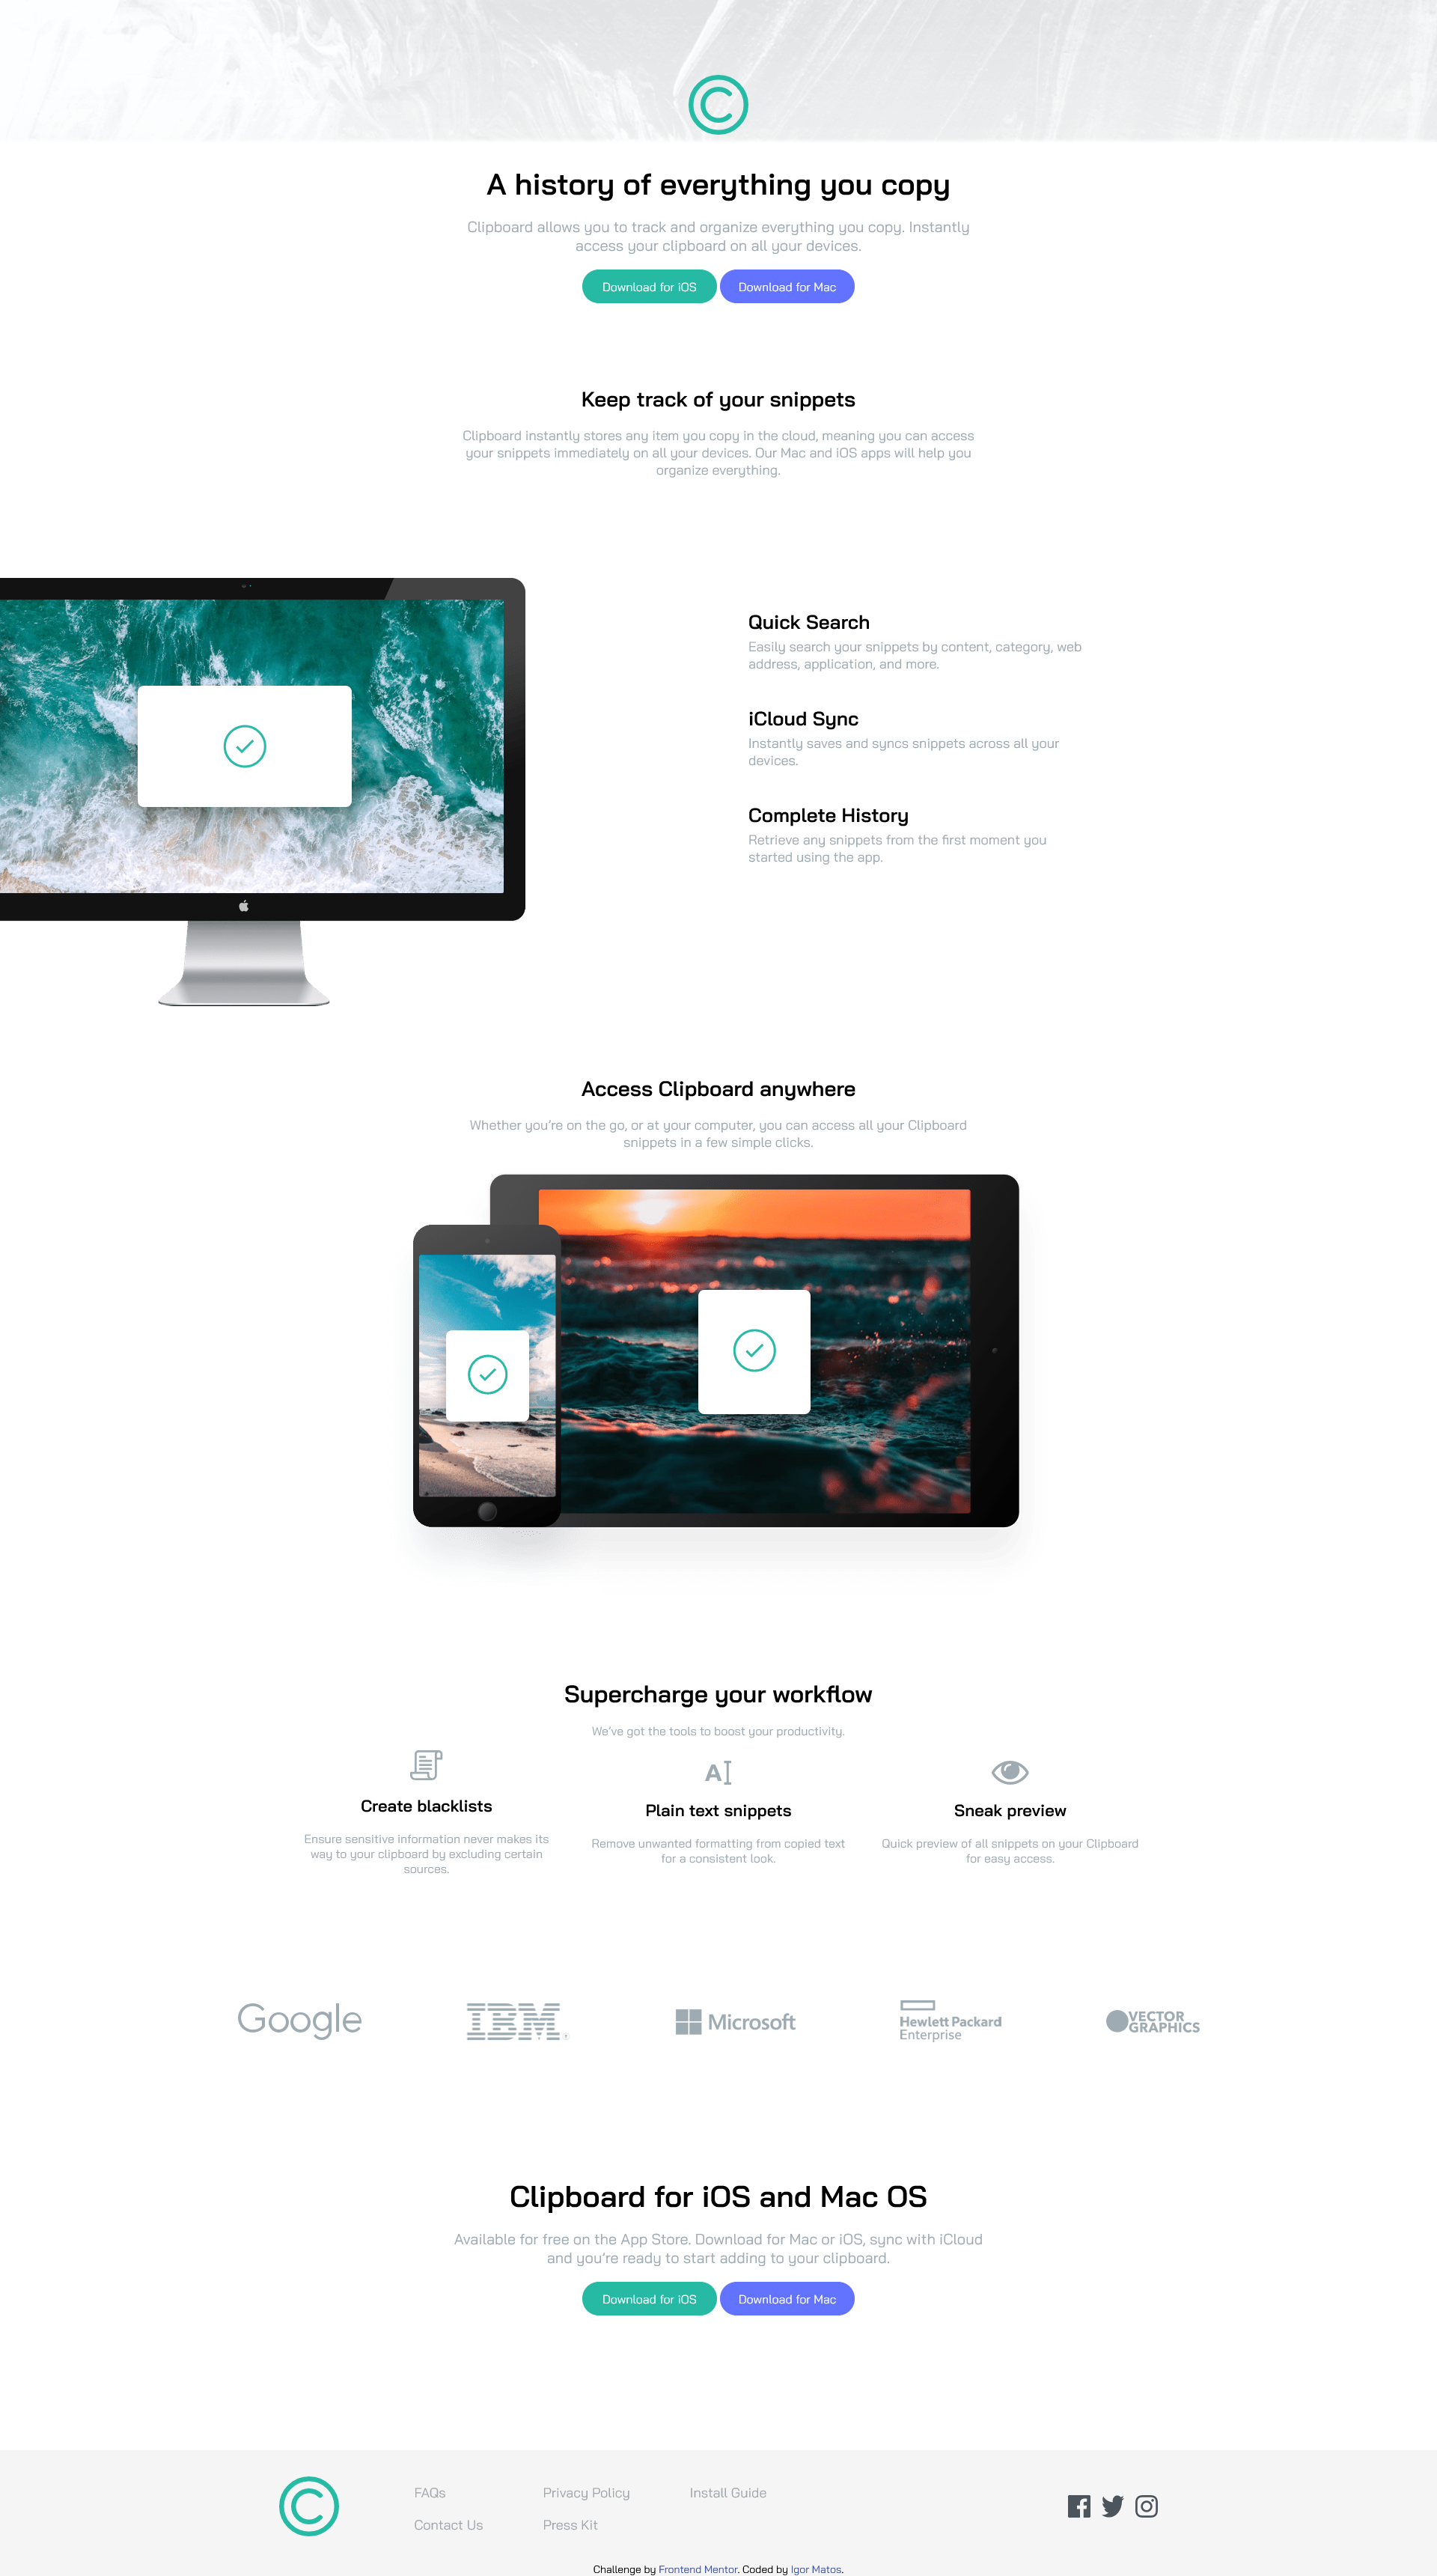 A history of everything you copy
Clipboard allows you to track and organize everything you copy. Instantly
access your clipboard on all your devices.
Download for iOS
Download for Mac
Keep track of your snippets
Clipboard instantly stores any item you copy in the cloud, meaning you can access
your snippets immediately on all your devices. Our Mac and iOS apps will help you
organize everything.
Quick Search
Easily search your snippets by content, category, web
address, application, and more.
iCloud Sync
Instantly saves and syncs snippets across all your
devices.
Complete History
Retrieve any snippets from the first moment you
started using the app.
Access Clipboard anywhere
Whether you're on the go, or at your computer, you can access all your Clipboard
snippets in a few simple clicks.
Supercharge your workflow
We've got the tools to boost your productivity.
Create blacklists
Ensure sensitive information never makes its
way to your clipboard by excluding certain
sources.
A
Plain text snippets
Remove unwanted formatting from copied text
for a consistent look.
Sneak preview
Quick preview of all snippets on your Clipboard
for easy access.
Google
IBM
Microsoft
Hewlett Packard
Enterprise
VECTOR
GRAPHICS
Clipboard for iOS and Mac OS
Available for free on the App Store. Download for Mac or iOS, sync with iCloud
and you're ready to start adding to your clipboard.
Download for iOS
Download for Mac
FAQs
Contact Us
Privacy Policy
Press Kit
Install Guide
Challenge by Frontend Mentor. Coded by Igor Matos.